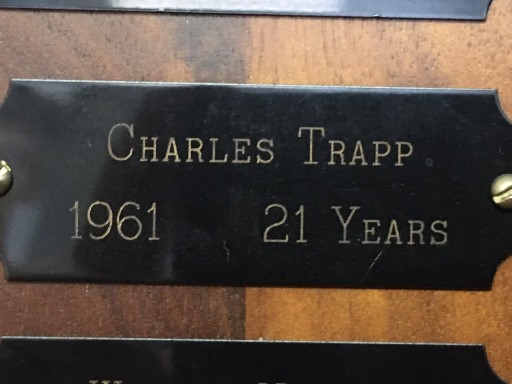 Charles Trapp
1961 21 Years